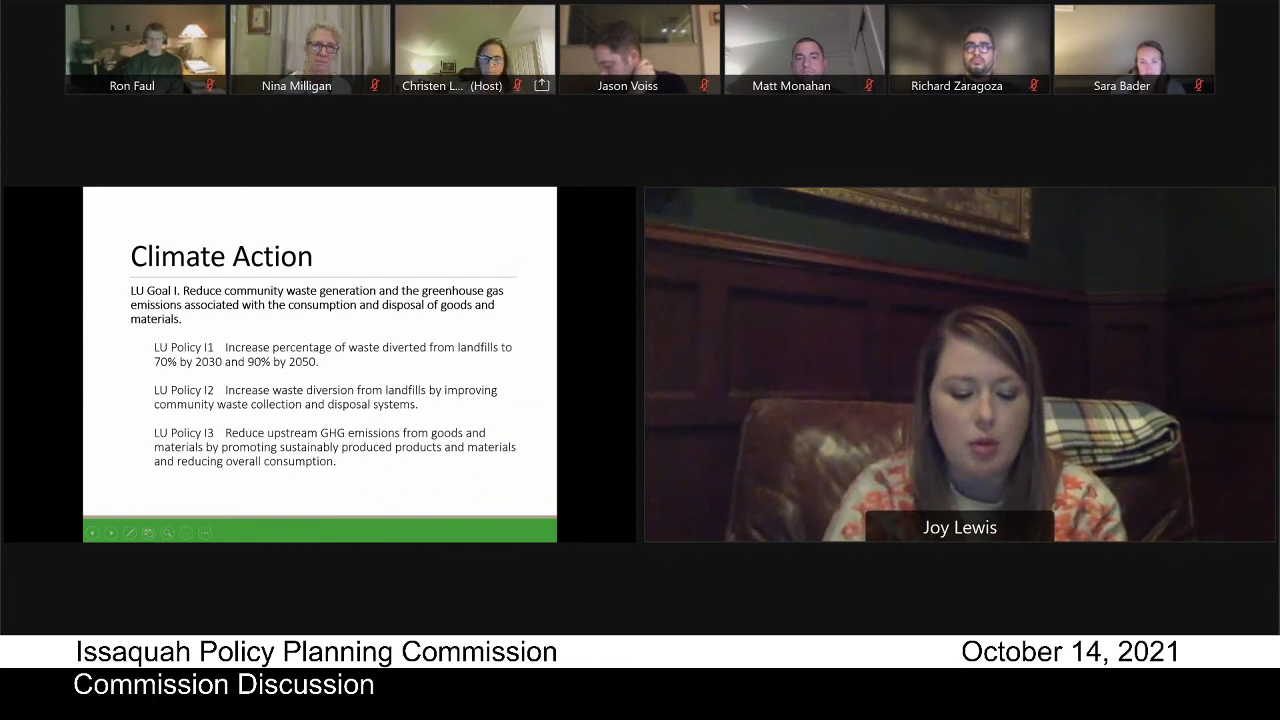 Ron Faul
Nina Milligan
Christen L... (Host)
Jason Voiss
Matt Monahan
Richard Zaragoza
Sara Bader
Climate Action
LU Goal I. Reduce community waste generation and the greenhouse gas
emissions associated with the consumption and disposal of goods and
materials.
LU Policy I1 Increase percentage of waste diverted from landfills to
70% by 2030 and 90% by 2050.
LU Policy I2 Increase waste diversion from landfills by improving
community waste collection and disposal systems.
LU Policy I3 Reduce upstream GHG emissions from goods and
materials by promoting sustainably produced products and materials
and reducing overall consumption.
Joy Lewis
Issaquah Policy Planning Commission
October 14, 2021
Commission Discussion